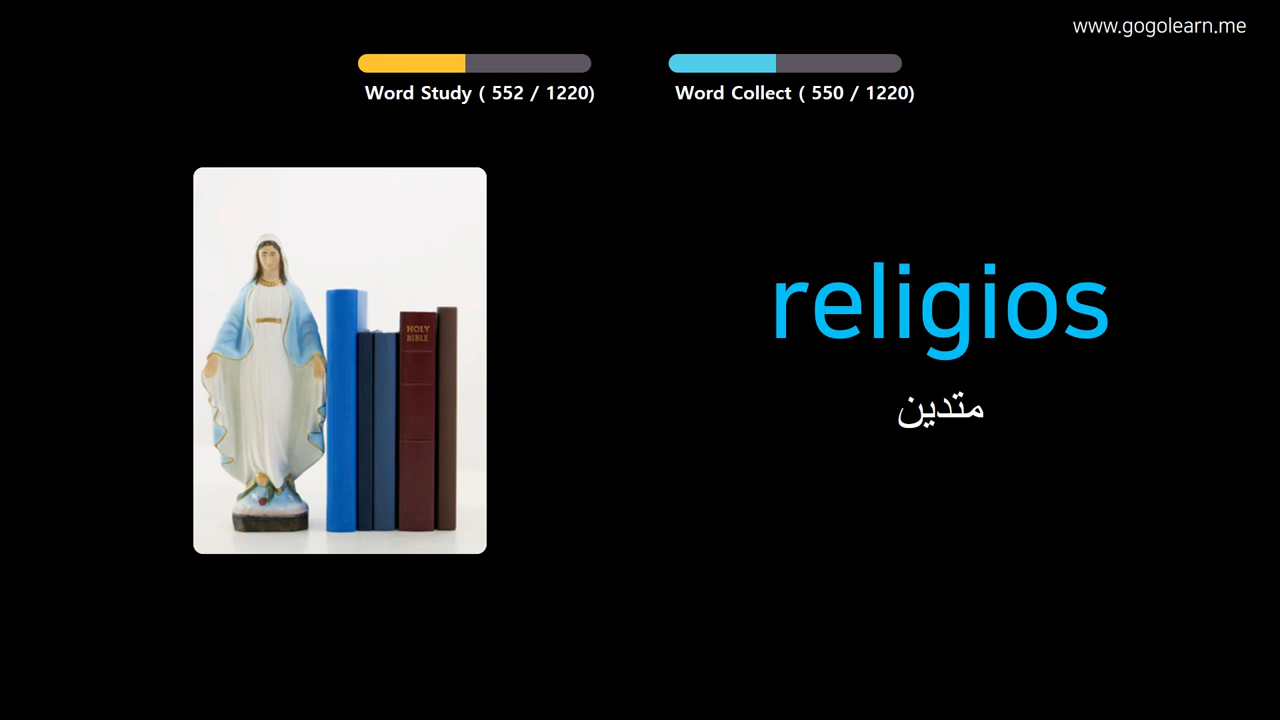 www.gogolearn.me
Word Study ( 552 / 1220)
Word Collect ( 550 / 1220)
HOLY
BIBLE
religios
متدين